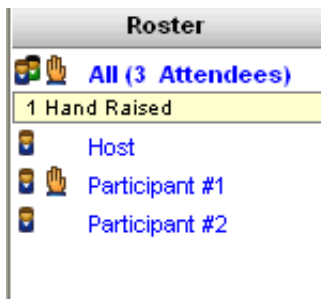 Roster
All (3 Attendees)
1 Hand Raised
Host
Participant #1
Participant #2